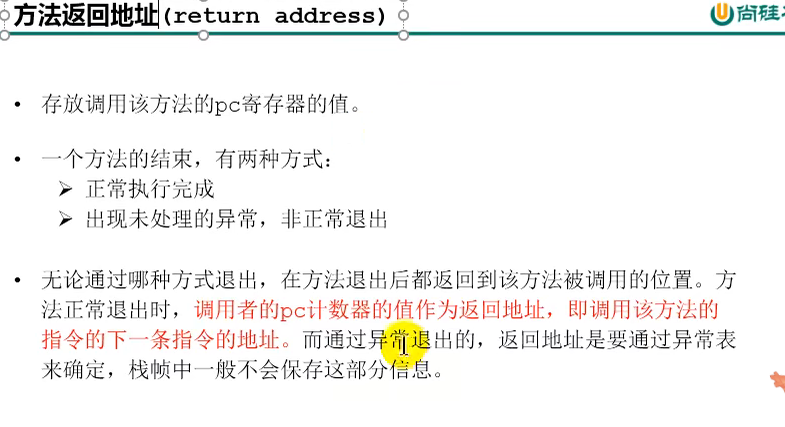 方法返回地址(return address)
尚硅
• 存放调用该方法的pc寄存器的值。
• 一个方法的结束，有两种方式：
➢ 正常执行完成
➢ 出现未处理的异常，非正常退出
• 无论通过哪种方式退出，在方法退出后都返回到该方法被调用的位置。方
法正常退出时，调用者的pc计数器的值作为返回地址，即调用该方法的
指令的下一条指令的地址。而通过异常退出的，返回地址是要通过异常表
来确定，栈帧中一般不会保存这部分信息。